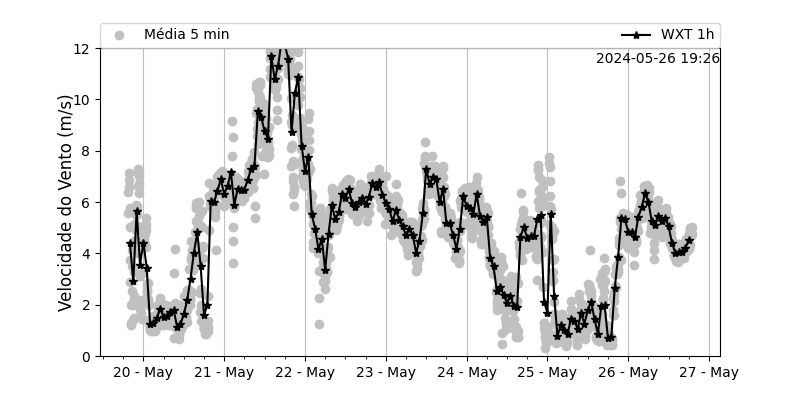 Média 5 min WXT 1h
2024-05-26 19:26
Velocidade do Vento (m/s)
12
10
8
6
4
2
0
20 - May 21 - May 22 - May 23 - May 24 - May 25 - May 26 - May 27 - May